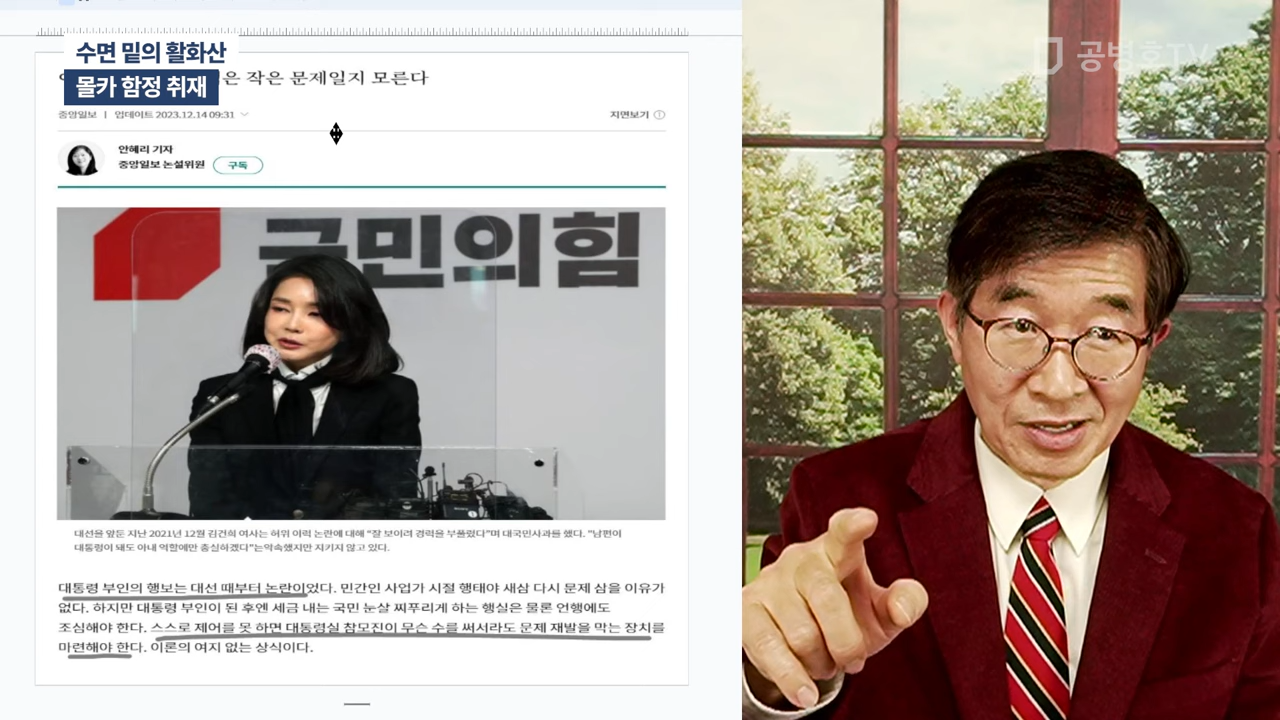 수면 밑의 활화산
몰카 함정 취재
은 작은 문제일지 모른다
중앙일보 | 업데이트 2023.12.14 09:31
지면보기
안혜리 기자
중앙일보 논설위원 구독
국민의힘
대선을 앞둔 지난 2021년 12월 김건희 여사는 허위 이력 논란에 대해 "잘 보이려 경력을 부풀렸다"며 대국민사과를 했다. "남편이
대통령이 돼도 아내 역할에만 충실하겠다"는약속했지만 지키지 않고 있다.
대통령 부인의 행보는 대선 때부터 논란이었다. 민간인 사업가 시절 행태야 새삼 다시 문제 삼을 이유가
없다. 하지만 대통령 부인이 된 후엔 세금 내는 국민 눈살 찌푸리게 하는 행실은 물론 언행에도
조심해야 한다. 스스로 제어를 못 하면 대통령실 참모진이 무슨 수를 써서라도 문제 재발을 막는 장치를
마련해야 한다. 이론의 여지 없는 상식이다.
공병호TV